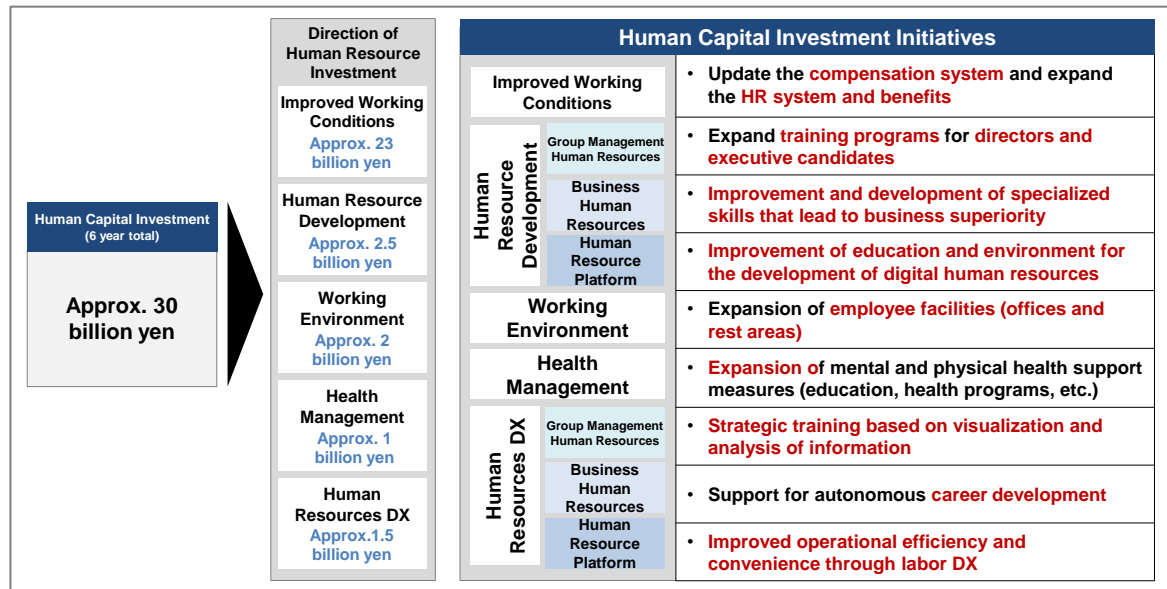 Human Capital Investment
(6 year total)
Approx. 30
billion yen
Direction of
Human Resource
Investment
Improved Working
Conditions
Approx. 23
billion yen
Human Resource
Development
Approx. 2.5
billion yen
Working
Environment
Approx. 2
billion yen
Health
Management
Approx. 1
billion yen
Human
Resources DX
Approx.1.5
billion yen
Human Capital Investment Initiatives
Improved Working
Conditions
• Update the compensation system and expand
the HR system and benefits
Human
Resource
Development
Group Management
Human Resources
• Expand training programs for directors and
executive candidates
Business
Human
Resources
• Improvement and development of specialized
skills that lead to business superiority
Human
Resource
Platform
• Improvement of education and environment for
the development of digital human resources
Working
Environment
• Expansion of employee facilities (offices and
rest areas)
Health
Management
• Expansion of mental and physical health support
measures (education, health programs, etc.)
Human
Resources DX
Group Management
Human Resources
• Strategic training based on visualization and
analysis of information
Business
Human
Resources
• Support for autonomous career development
Human
Resource
Platform
• Improved operational efficiency and
convenience through labor DX